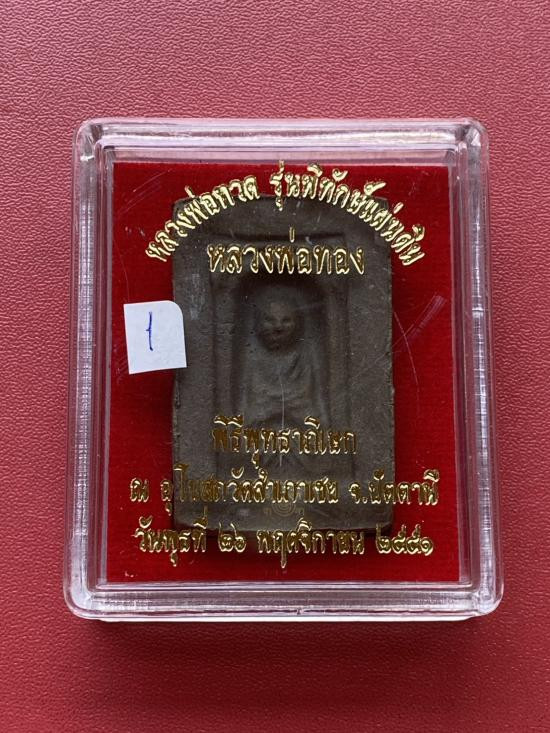 หลวงพ่อทวด รุ่นพิทักษ์แผ่นดิน
หลวงพ่อทอง
1
พิธีพุทธาภิเษก
ณ อุโบสถวัดสำเภาเชย จ.ปัตตานี
วันพุธที่ ๒๖ พฤศจิกายน ๒๕๕๑